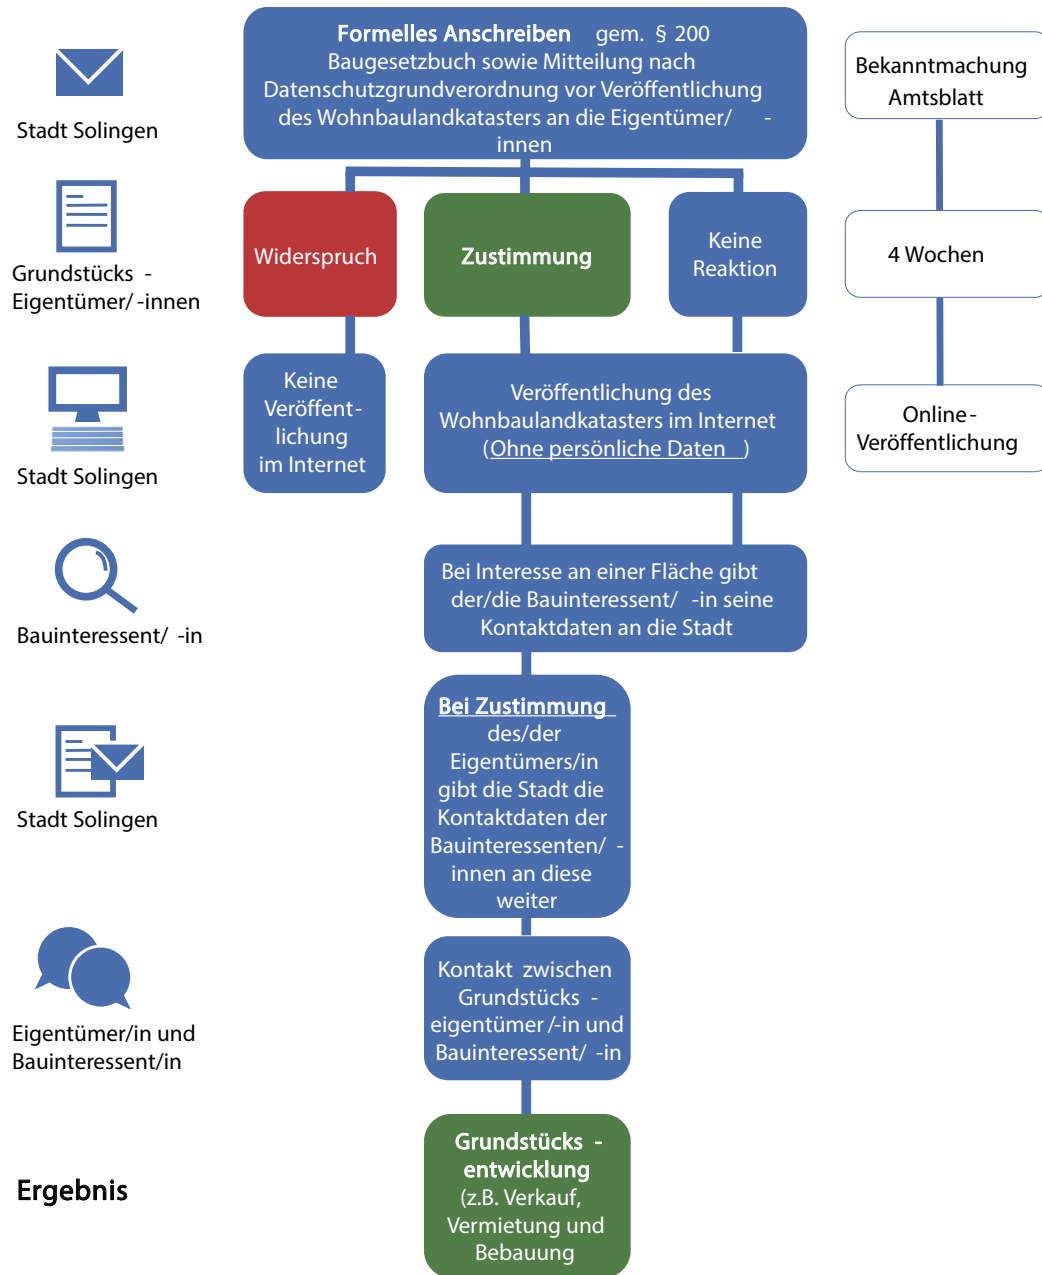 Formelles Anschreiben gem. § 200
Baugesetzbuch sowie Mitteilung nach
Datenschutzgrundverordnung vor Veröffentlichung
des Wohnbaulandkatasters an die Eigentümer/ -
innen
Bekanntmachung
Amtsblatt
Stadt Solingen
Widerspruch
Zustimmung
Keine
Reaktion
4 Wochen
Grundstücks -
Eigentümer/ -innen
Keine
Veröffent-
lichung
im Internet
Veröffentlichung des
Wohnbaulandkatasters im Internet
(Ohne persönliche Daten )
Online-
Veröffentlichung
Stadt Solingen
Bei Interesse an einer Fläche gibt
der/die Bauinteressent/ -in seine
Kontaktdaten an die Stadt
Bauinteressent/ -in
Bei Zustimmung
des/der
Eigentümers/in
gibt die Stadt die
Kontaktdaten der
Bauinteressenten/ -
innen an diese
weiter
Stadt Solingen
Kontakt zwischen
Grundstücks -
eigentümer /-in und
Bauinteressent/ -in
Eigentümer/in und
Bauinteressent/in
Grundstücks -
entwicklung
(z.B. Verkauf,
Vermietung und
Bebauung
Ergebnis